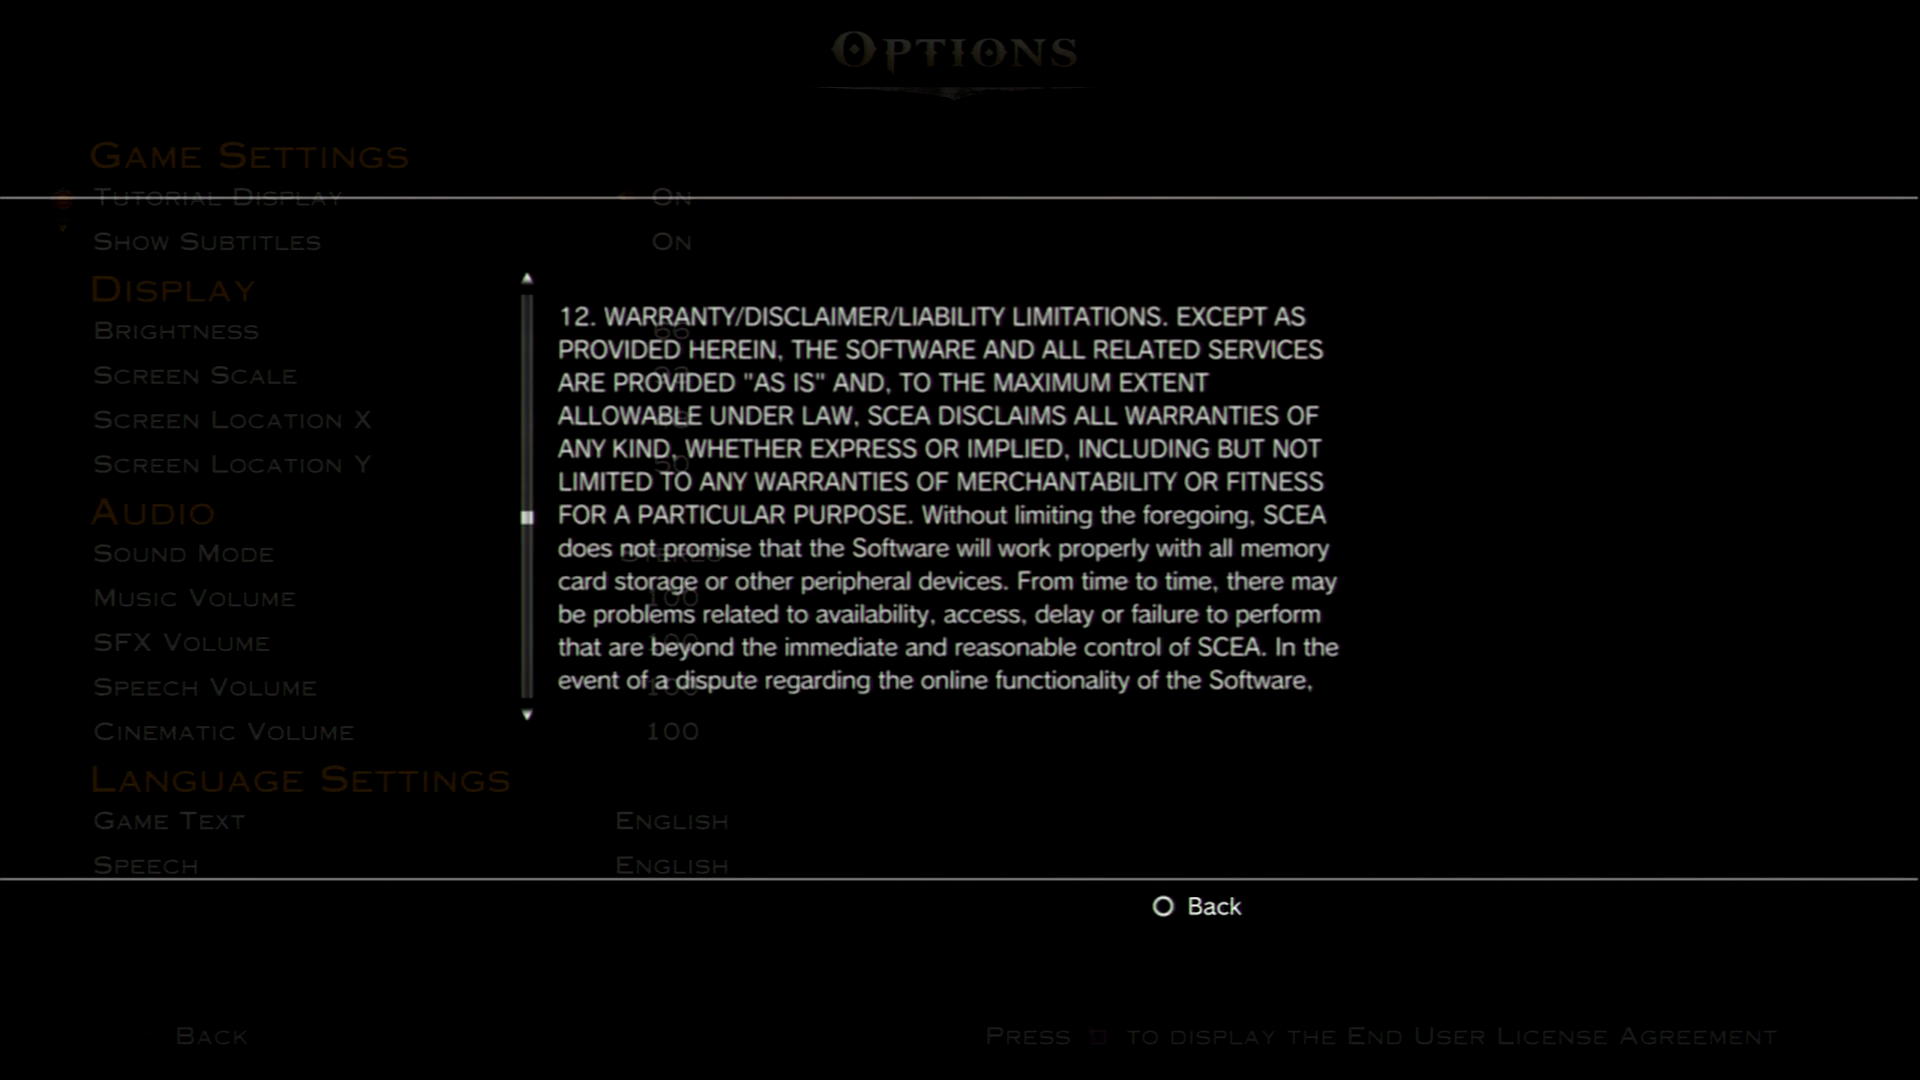 OPTIONS
GAME SETTINGS
TUTORIAL DISPLAY ON
SHOW SUBTITLES ON
DISPLAY
BRIGHTNESS
SCREEN SCALE
SCREEN LOCATION X
SCREEN LOCATION Y 50
AUDIO
SOUND MODE STEREO
MUSIC VOLUME 100
SFX VOLUME 100
SPEECH VOLUME 100
CINEMATIC VOLUME 100
LANGUAGE SETTINGS
GAME TEXT ENGLISH
SPEECH ENGLISH
12. WARRANTY/DISCLAIMER/LIABILITY LIMITATIONS. EXCEPT AS
PROVIDED HEREIN, THE SOFTWARE AND ALL RELATED SERVICES
ARE PROVIDED "AS IS" AND, TO THE MAXIMUM EXTENT
ALLOWABLE UNDER LAW, SCEA DISCLAIMS ALL WARRANTIES OF
ANY KIND, WHETHER EXPRESS OR IMPLIED, INCLUDING BUT NOT
LIMITED TO ANY WARRANTIES OF MERCHANTABILITY OR FITNESS
FOR A PARTICULAR PURPOSE. Without limiting the foregoing, SCEA
does not promise that the Software will work properly with all memory
card storage or other peripheral devices. From time to time, there may
be problems related to availability, access, delay or failure to perform
that are beyond the immediate and reasonable control of SCEA. In the
event of a dispute regarding the online functionality of the Software,
Back
BACK
PRESS TO DISPLAY THE END USER LICENSE AGREEMENT